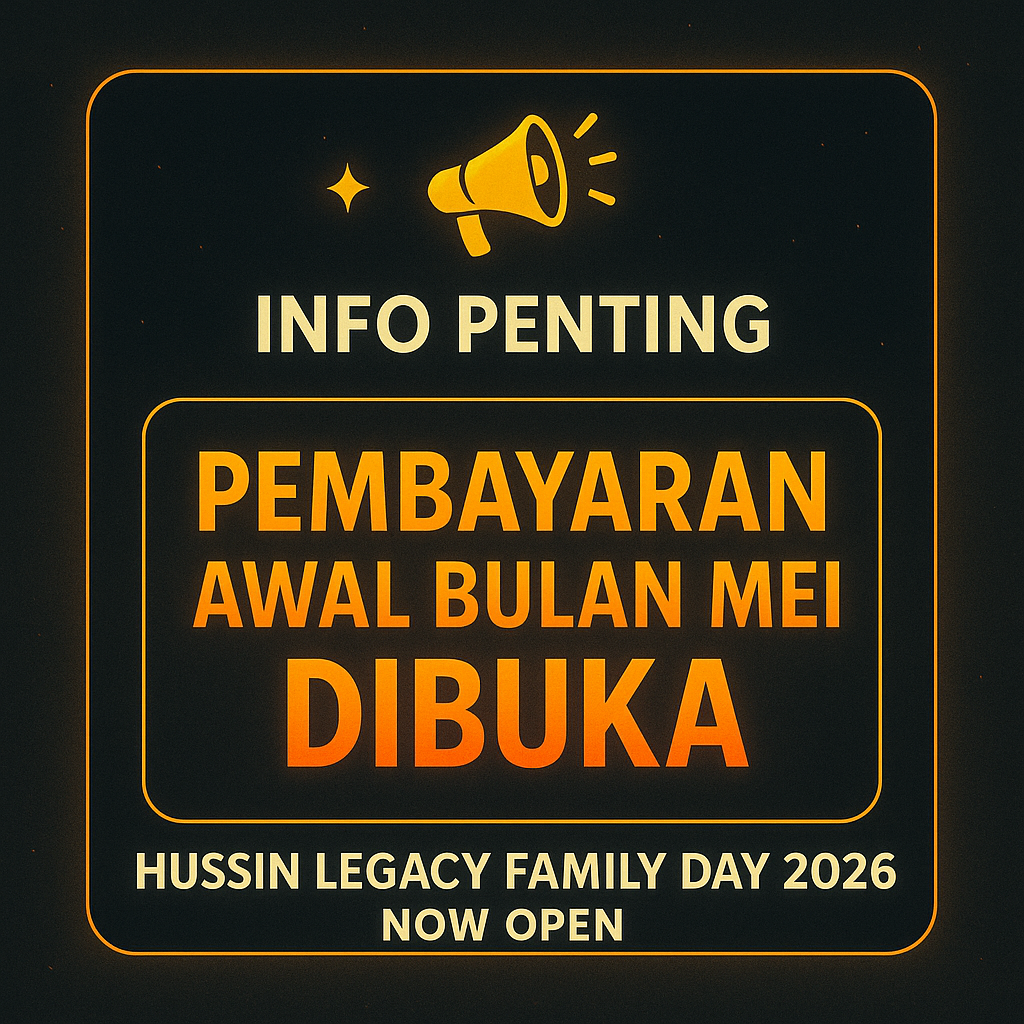 INFO PENTING
PEMBAYARAN
AWAL BULAN MEI
DIBUKA
HUSSIN LEGACY FAMILY DAY 2026
NOW OPEN